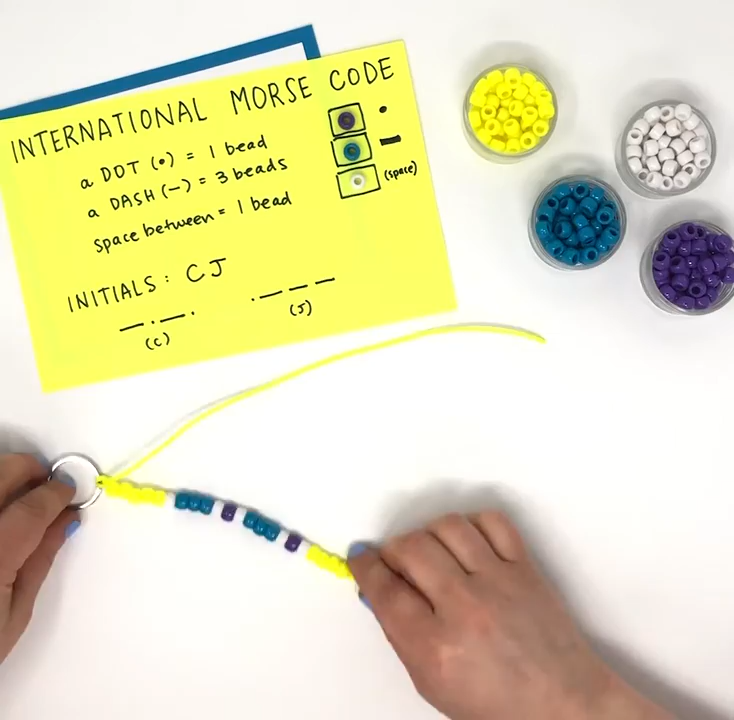 INTERNATIONAL MORSE CODE
a DOT (•) = 1 bead
a DASH (—) = 3 beads
space between = 1 bead
•
—
(space)
INITIALS: CJ
— . — .
(C)
. — — —
(J)